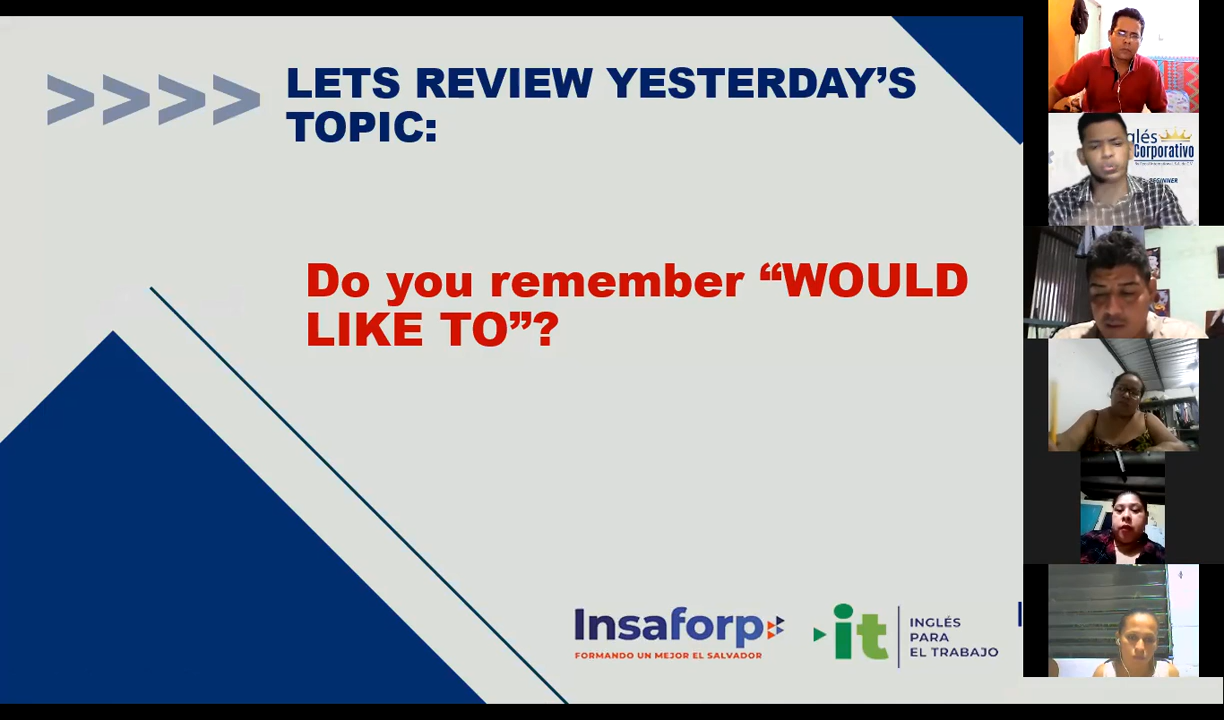 >>>> LETS REVIEW YESTERDAY’S
TOPIC:
Do you remember “WOULD
LIKE TO”?
Insaforp
FORMANDO UN MEJOR EL SALVADOR
it
INGLÉS
PARA
EL TRABAJO
glés
Corporativo
BEGINNER